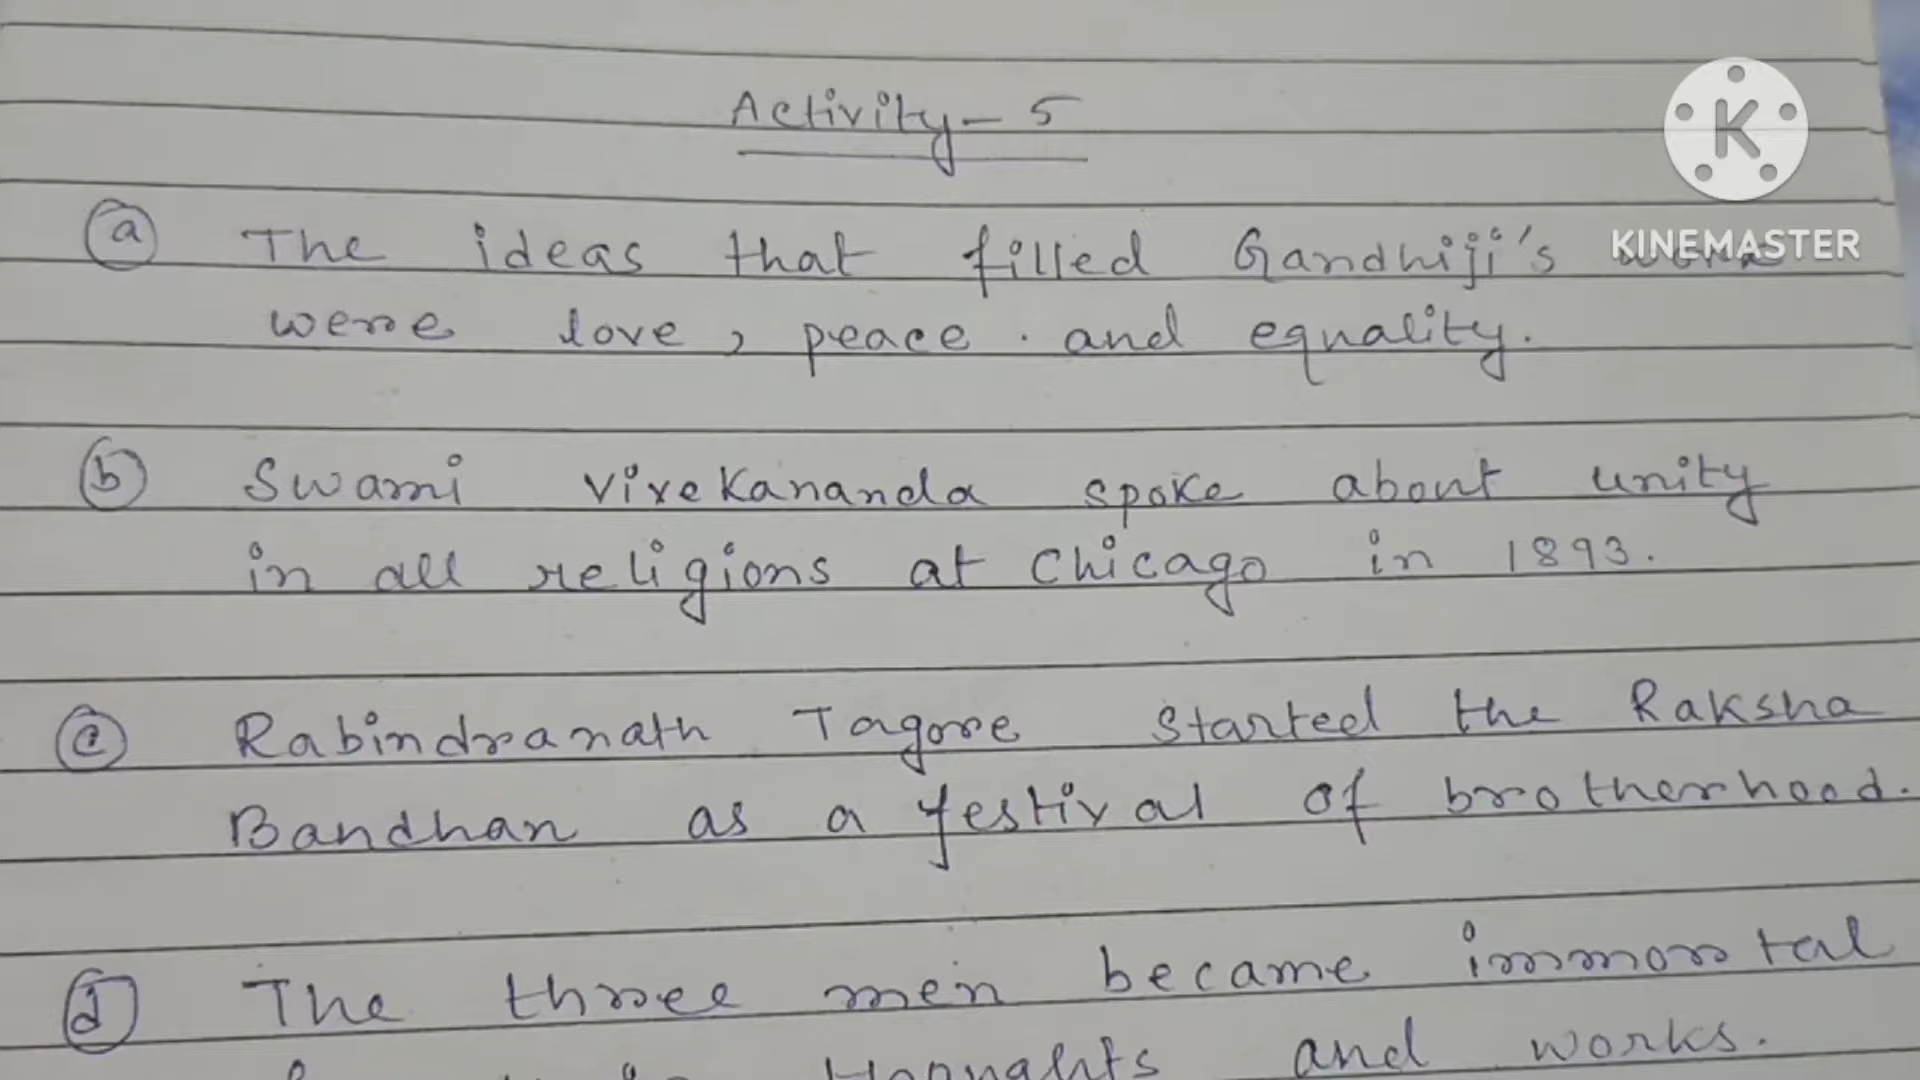 Activity - 5
K
KINEMASTER
(a) The ideas that filled Gandhiji's
were love, peace and equality.
(b) Swami Vivekananda spoke about unity
in all religions at Chicago in 1893.
(c) Rabindranath Tagore started the Raksha
Bandhan as a festival of brotherhood.
(d) The three men became immortal
thoughts and works.